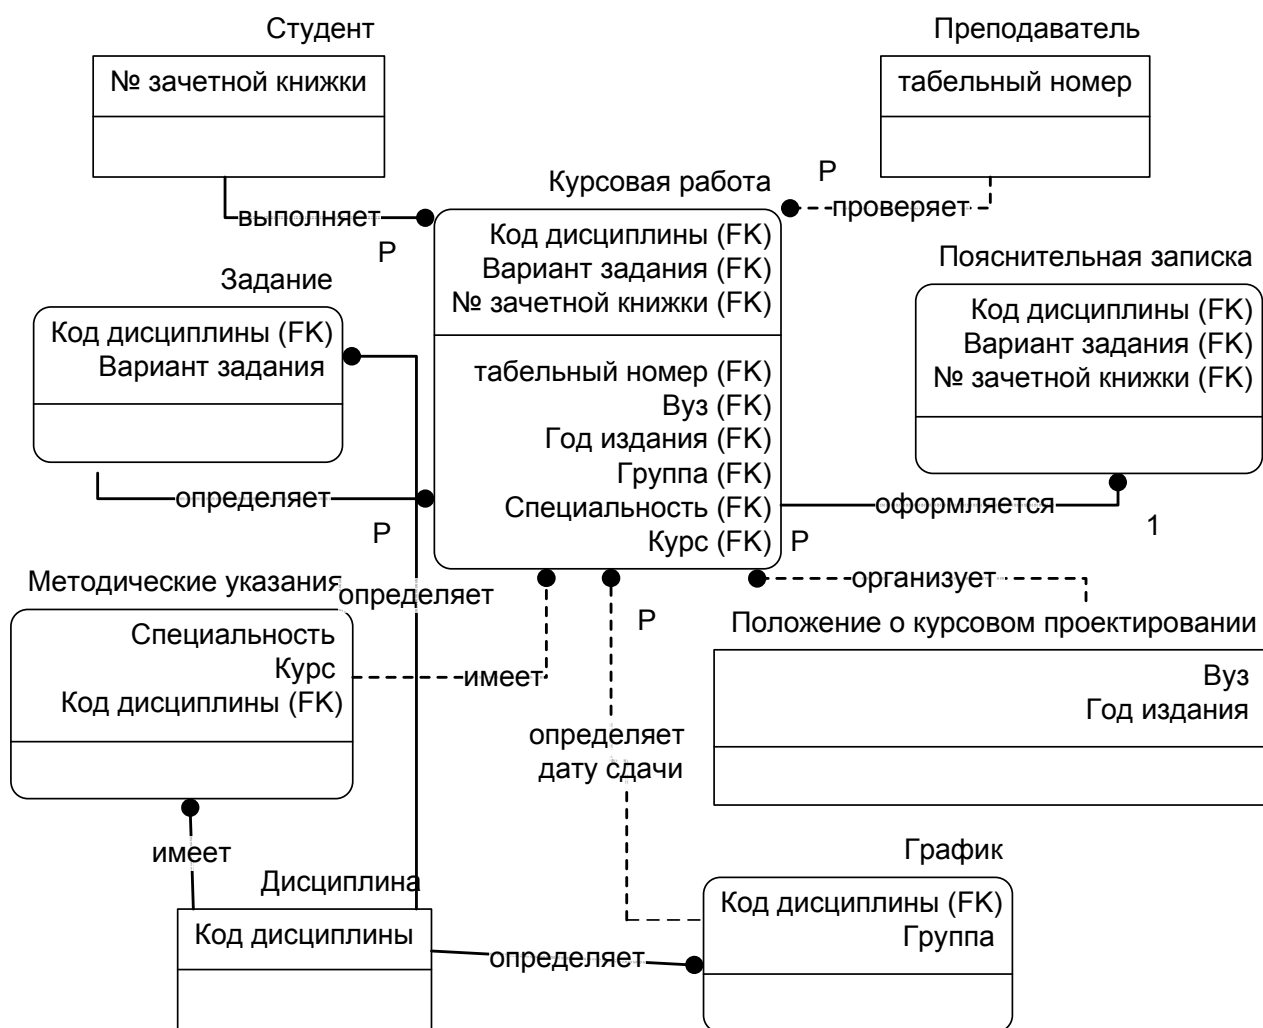 Студент
Преподаватель
№ зачетной книжки
табельный номер
выполняет
P
Курсовая работа
P
проверяет
Код дисциплины (FK)
Вариант задания (FK)
№ зачетной книжки (FK)
табельный номер (FK)
Вуз (FK)
Год издания (FK)
Группа (FK)
Специальность (FK)
Курс (FK)
Задание
Код дисциплины (FK)
Вариант задания
Пояснительная записка
Код дисциплины (FK)
Вариант задания (FK)
№ зачетной книжки (FK)
определяет
P
оформляется
P
1
Методические указания
определяет
Специальность
Курс
Код дисциплины (FK)
имеет
P
организует
Положение о курсовом проектировании
Вуз
Год издания
определяет
дату сдачи
имеет
Дисциплина
Код дисциплины
определяет
График
Код дисциплины (FK)
Группа